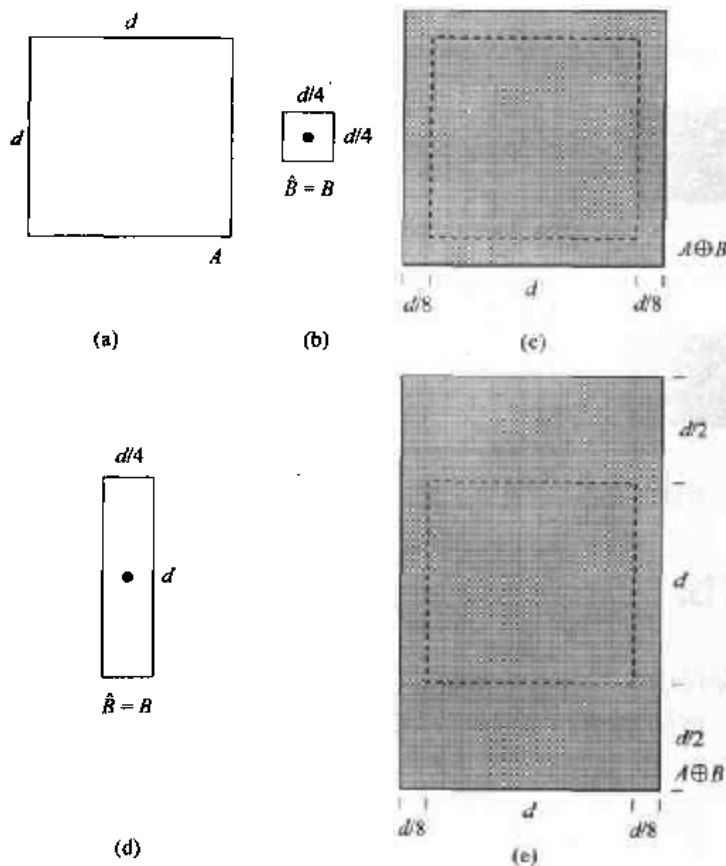 d
d
A
(a)
d/4
d/4
B̂ = B
(b)
A⊕B
d/8
d
d/8
(c)
d/4
d
B̂ = B
(d)
d/2
d
d/2
A⊕B
d/8
d
d/8
(e)